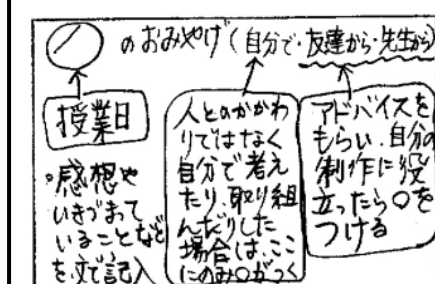 ／ のおみやげ(自分で・友達から・先生から)
授業日
・感想や
いきづまって
いることなど
を文で記入
人とのかかわ
りではなく
自分で考え
たり、取り組
んだりした
場合は、ここ
にのみ○がつく
アドバイスを
もらい、自分の
制作に役
立ったら○を
つける